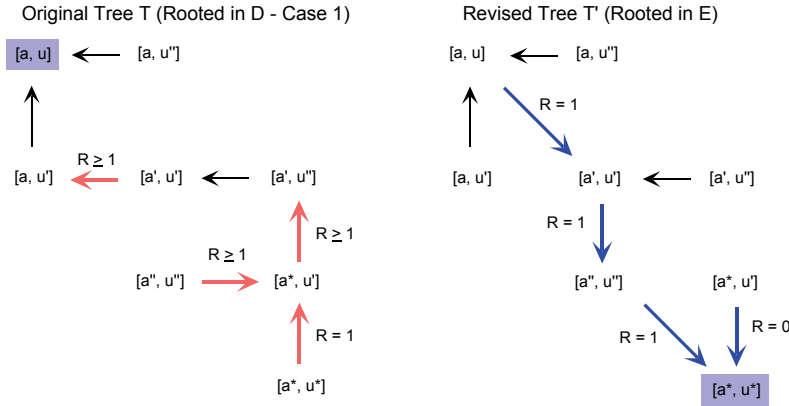 Original Tree T (Rooted in D - Case 1)
Revised Tree T' (Rooted in E)
[a, u]
[a, u'']
[a, u]
[a, u'']
R = 1
R ≥ 1
[a, u']
[a', u']
[a', u'']
[a, u']
[a', u']
[a', u'']
R ≥ 1
R = 1
R ≥ 1
[a'', u'']
[a*, u']
[a'', u'']
[a*, u']
R = 1
R = 1
R = 0
[a*, u*]
[a*, u*]